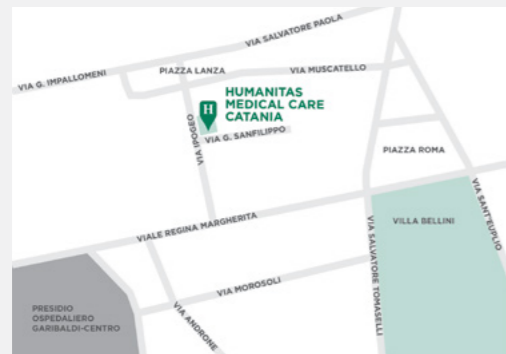 VIA SALVATORE PAOLA
VIA G. IMPALLOMENI
PIAZZA LANZA
VIA MUSCATELLO
H
HUMANITAS
MEDICAL CARE
CATANIA
VIA IPOGEO
VIA G. SANFILIPPO
PIAZZA ROMA
VIA SANT'EUPLIO
VIALE REGINA MARGHERITA
VILLA BELLINI
VIA SALVATORE TOMASELLI
VIA MOROSOLI
VIA ANDRONE
PRESIDIO
OSPEDALIERO
GARIBALDI-CENTRO